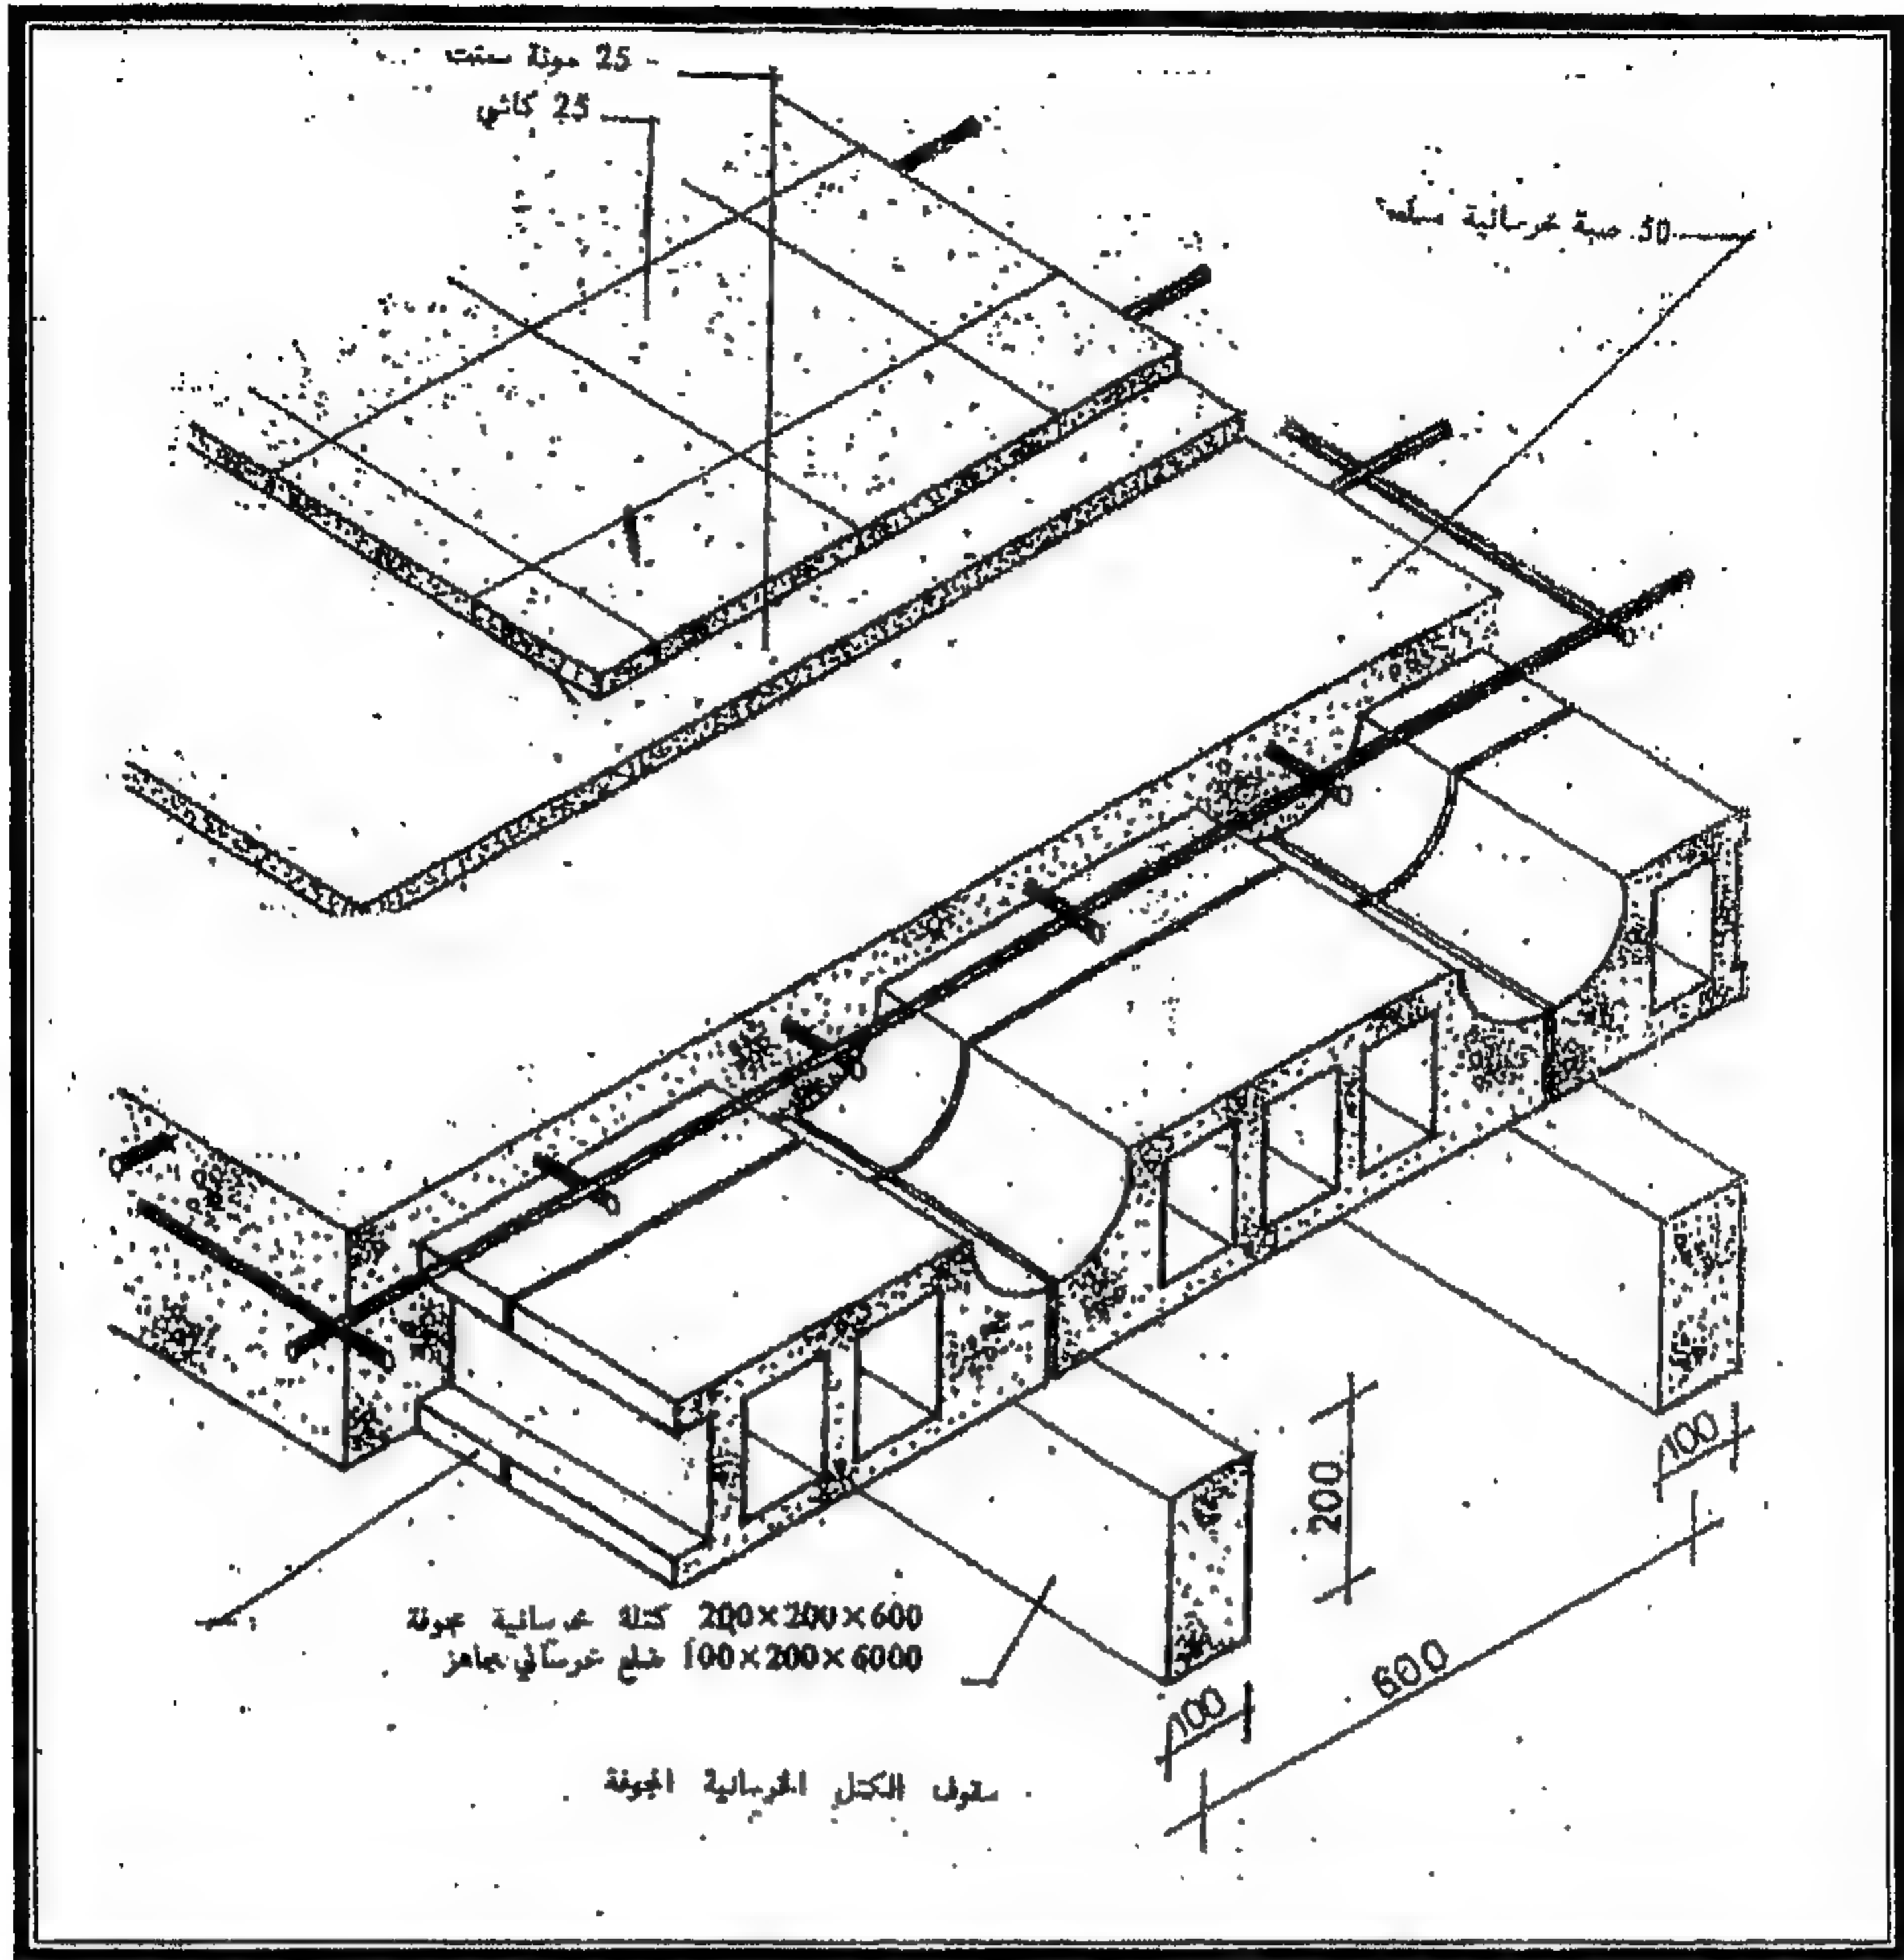 25 مونة سمنت
25 كاشي
50 صبة خرسانية مسلحة
200×200×600 كتلة خرسانية مجوفة
100×200×6000 ضلع خرساني جاهز
200
100
100
600
سقوف الكتل الخرسانية المجوفة